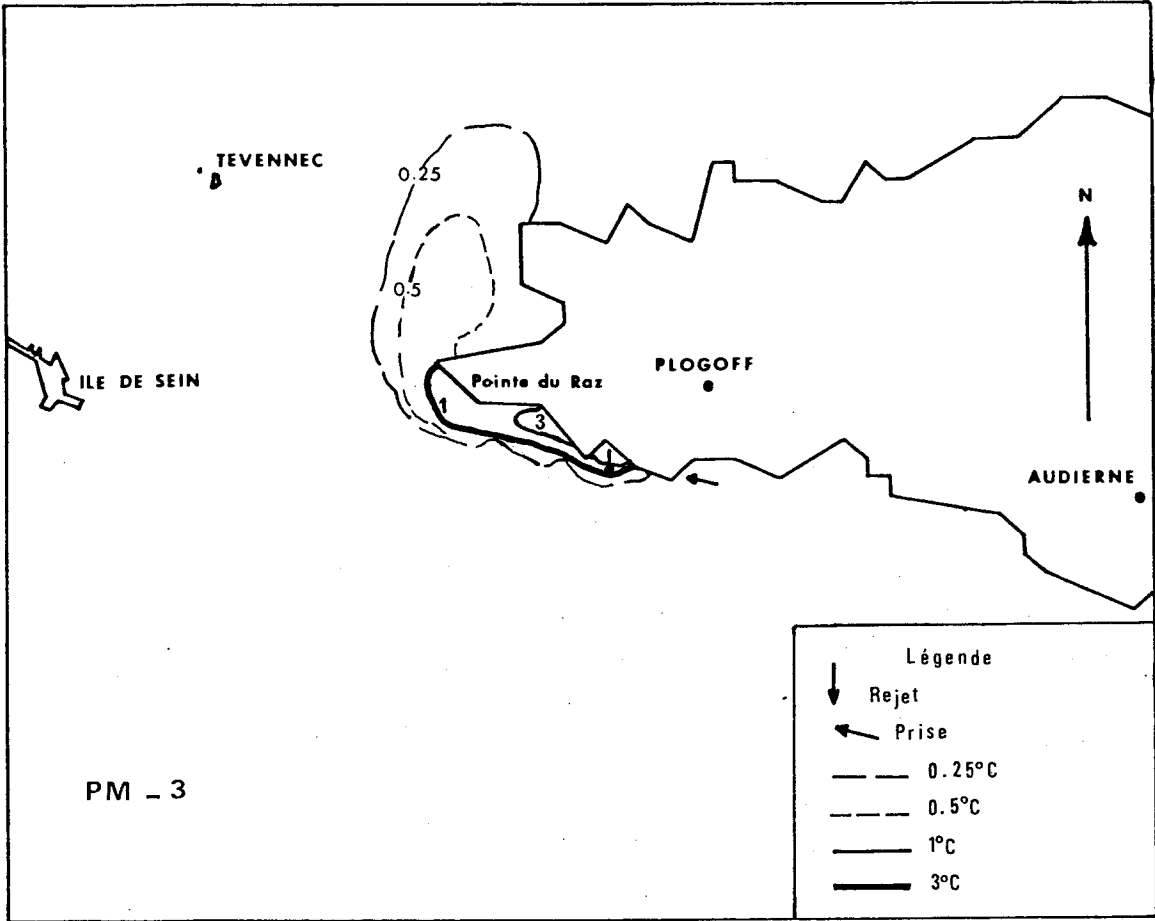 TEVENNEC
0.25
N
0.5
ILE DE SEIN
Pointe du Raz
PLOGOFF
1
3
AUDIERNE
Légende
Rejet
Prise
0.25°C
0.5°C
1°C
3°C
PM _ 3